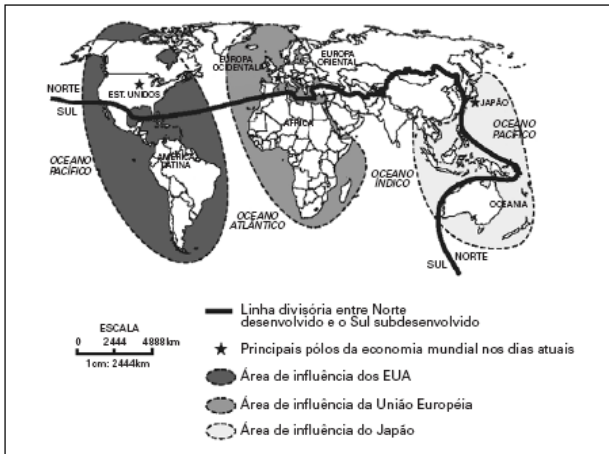 EUROPA
OCIDENTAL
EUROPA
ORIENTAL
NORTE
SUL
EST. UNIDOS
JAPÃO
OCEANO
PACÍFICO
ÁFRICA
OCEANO
PACÍFICO
AMÉRICA
LATINA
OCEANO
ÍNDICO
OCEANIA
OCEANO
ATLÂNTICO
SUL
NORTE
Linha divisória entre Norte
desenvolvido e o Sul subdesenvolvido
ESCALA
0 2444 4888km
1cm: 2444km
Principais pólos da economia mundial nos dias atuais
Área de influência dos EUA
Área de influência da União Européia
Área de influência do Japão